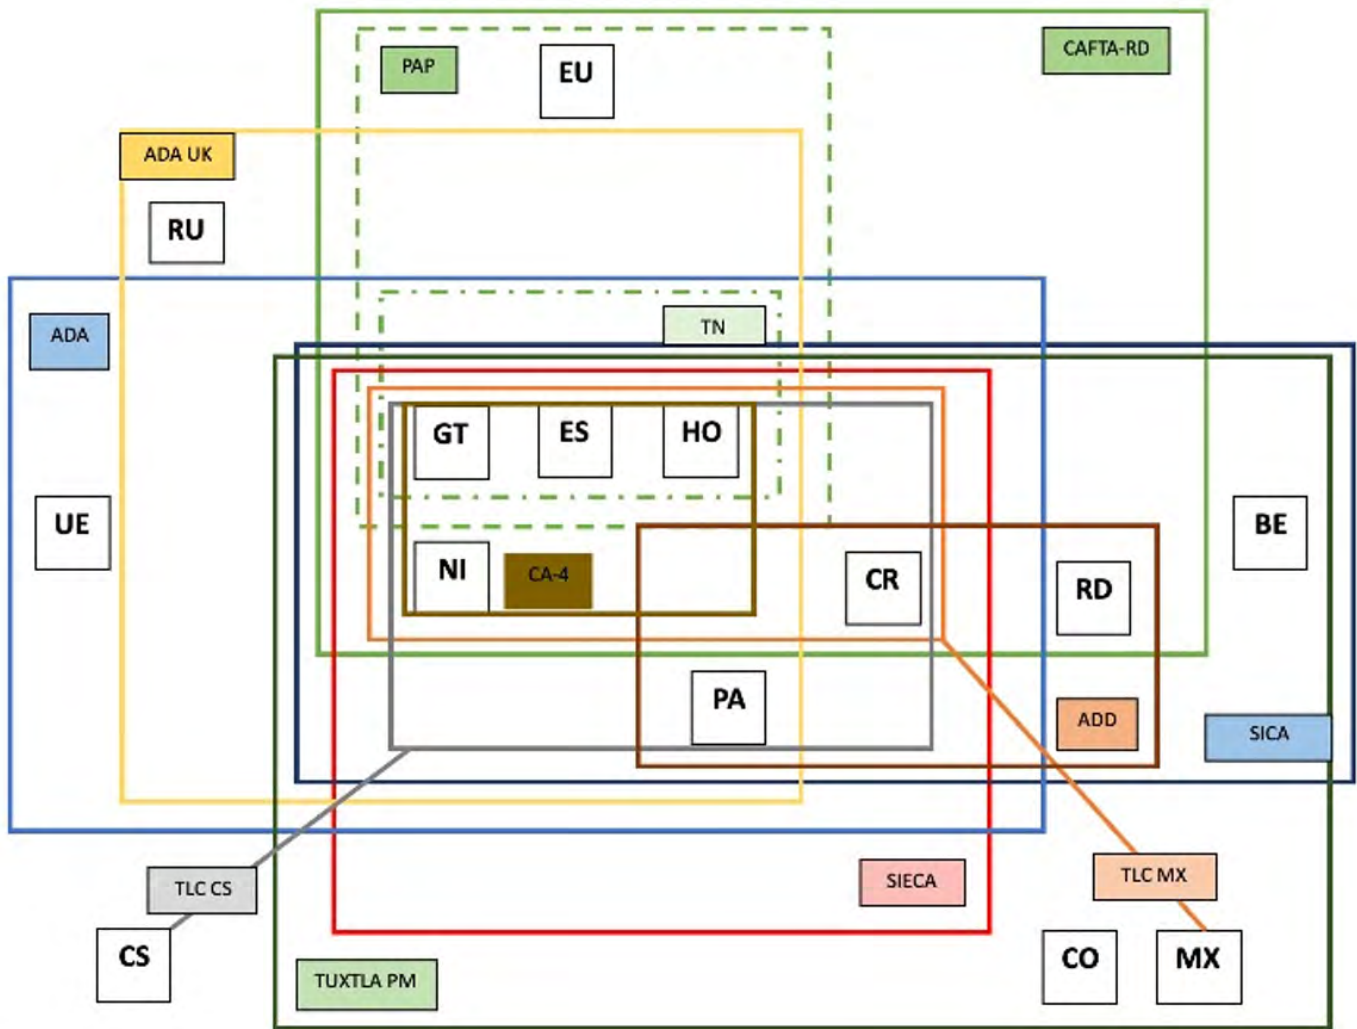 CAFTA-RD
PAP
EU
ADA UK
RU
ADA
TN
GT
ES
HO
UE
BE
NI
CA-4
CR
RD
PA
ADD
SICA
TLC CS
SIECA
TLC MX
CS
CO
MX
TUXTLA PM